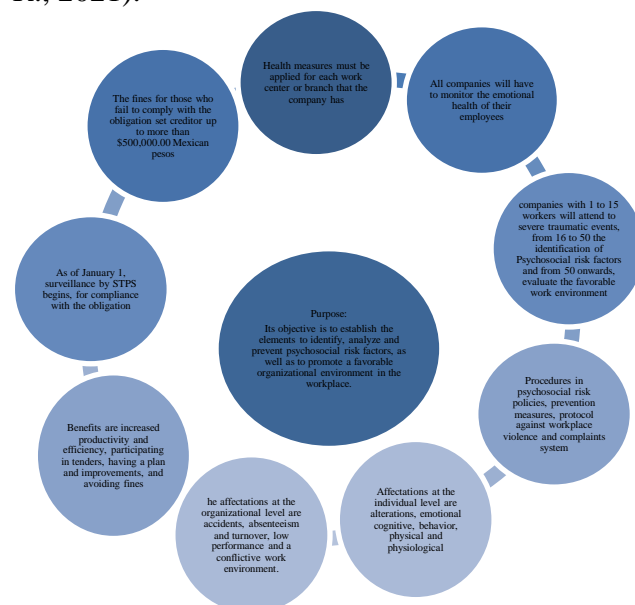 2021).
Health measures must be
applied for each work
center or branch that the
company has
All companies will have
to monitor the emotional
health of their
employees
companies with 1 to 15
workers will attend to
severe traumatic events,
from 16 to 50 the
identification of
Psychosocial risk factors
and from 50 onwards,
evaluate the favorable
work environment
Procedures in
psychosocial risk
policies, prevention
measures, protocol
against workplace
violence and complaints
system
Affectations at the
individual level are
alterations, emotional
cognitive, behavior,
physical and
physiological
he affectations at the
organizational level are
accidents, absenteeism
and turnover, low
performance and a
conflictive work
environment.
Benefits are increased
productivity and
efficiency, participating
in tenders, having a plan
and improvements, and
avoiding fines
As of January 1,
surveillance by STPS
begins, for compliance
with the obligation
The fines for those who
fail to comply with the
obligation set creditor up
to more than
$500,000.00 Mexican
pesos
Purpose:
Its objective is to establish the
elements to identify, analyze and
prevent psychosocial risk factors, as
well as to promote a favorable
organizational environment in the
workplace.